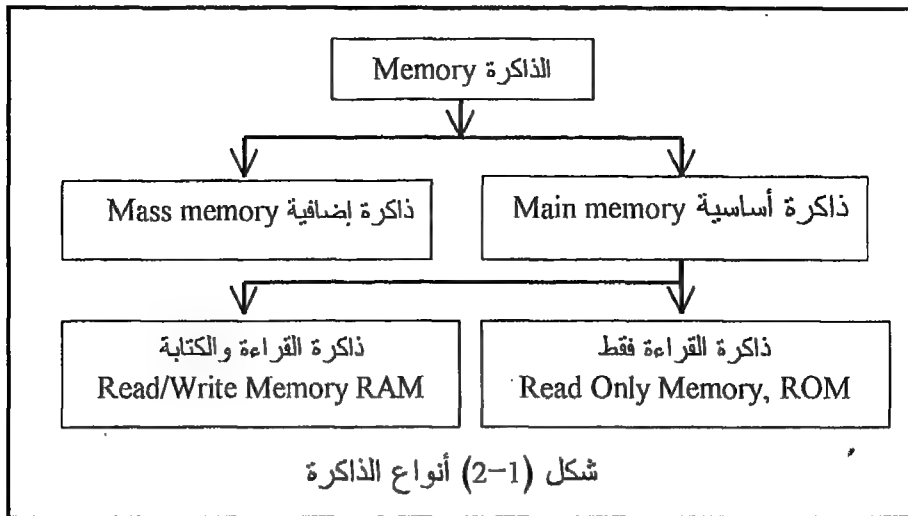 الذاكرة Memory
ذاكرة أساسية Main memory
ذاكرة إضافية Mass memory
ذاكرة القراءة فقط
Read Only Memory, ROM
ذاكرة القراءة والكتابة
Read/Write Memory RAM
شكل (1-2) أنواع الذاكرة